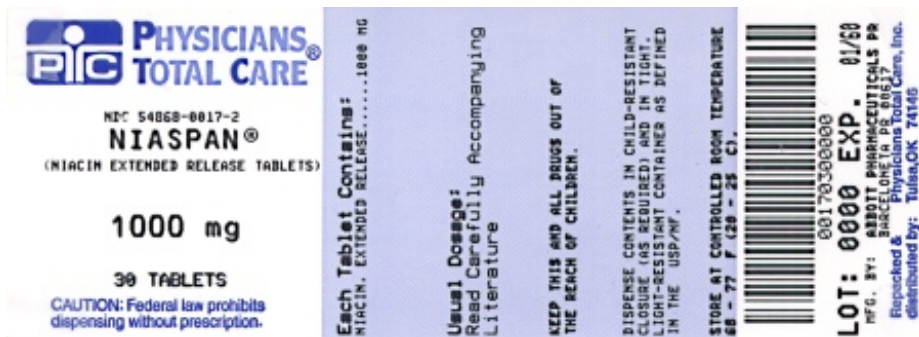 PTC PHYSICIANS
TOTAL CARE®
NDC 54868-0017-2
NIASPAN®
(NIACIN EXTENDED RELEASE TABLETS)
1000 mg
30 TABLETS
CAUTION: Federal law prohibits
dispensing without prescription.
Each Tablet Contains:
NIACIN, EXTENDED RELEASE......1000 MG
Usual Dosage:
Read Carefully Accompanying
Literature
KEEP THIS AND ALL DRUGS OUT OF
THE REACH OF CHILDREN.
DISPENSE CONTENTS IN CHILD-RESISTANT
CLOSURE (AS REQUIRED) AND IN TIGHT.
LIGHT-RESISTANT CONTAINER AS DEFINED
IN THE USP/NF.
STORE AT CONTROLLED ROOM TEMPERATURE
68 - 77 F (20 - 25 C).
001703000000
LOT: 0000 EXP. 01/60
MFG. BY: ABBOTT PHARMACEUTICALS PR
BARCELONETA PR 00617
Repacked & Physicians Total Care, Inc.
distributed by: Tulsa, OK 74146